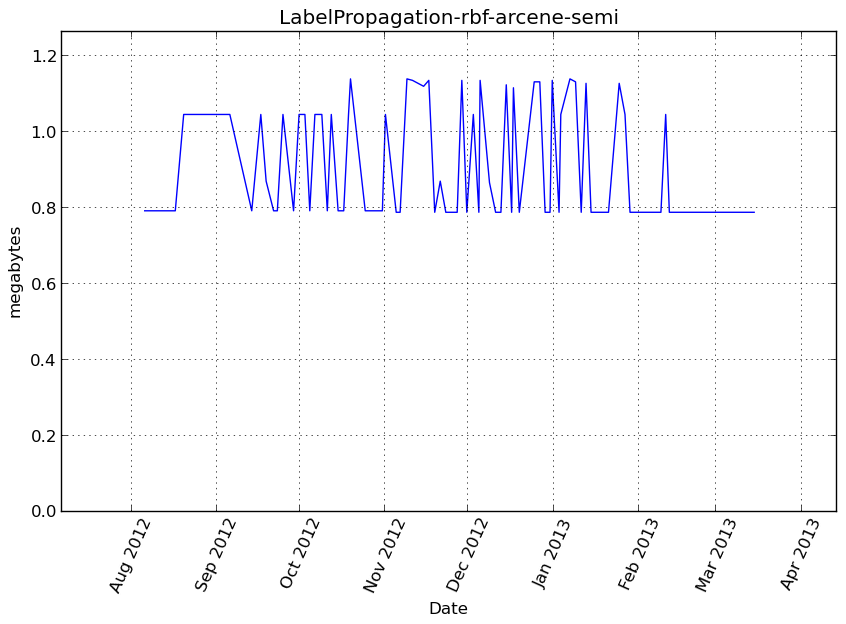 LabelPropagation-rbf-arcene-semi
1.2
1.0
0.8
0.6
0.4
0.2
0.0
megabytes
Aug 2012
Sep 2012
Oct 2012
Nov 2012
Dec 2012
Jan 2013
Feb 2013
Mar 2013
Apr 2013
Date